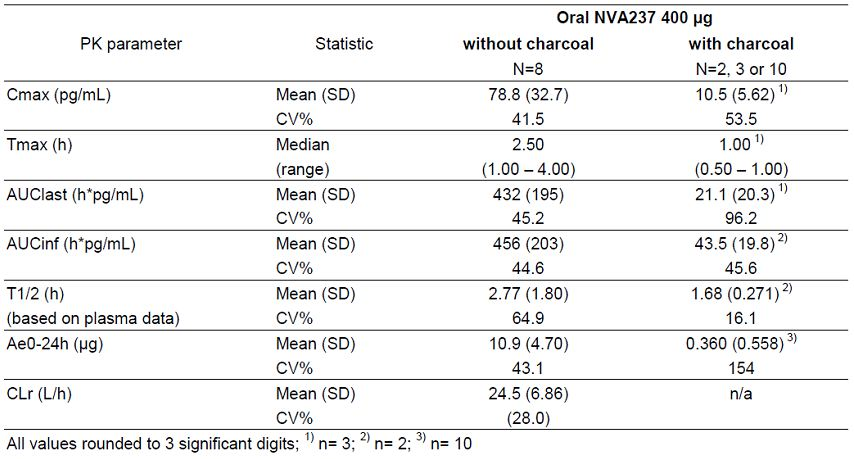 Oral NVA237 400 µg
PK parameter Statistic without charcoal with charcoal
N=8 N=2, 3 or 10
Cmax (pg/mL) Mean (SD) 78.8 (32.7) 10.5 (5.62) 1)
CV% 41.5 53.5
Tmax (h) Median 2.50 1.00 1)
(range) (1.00 – 4.00) (0.50 – 1.00)
AUClast (h*pg/mL) Mean (SD) 432 (195) 21.1 (20.3) 1)
CV% 45.2 96.2
AUCinf (h*pg/mL) Mean (SD) 456 (203) 43.5 (19.8) 2)
CV% 44.6 45.6
T1/2 (h) Mean (SD) 2.77 (1.80) 1.68 (0.271) 2)
(based on plasma data) CV% 64.9 16.1
Ae0-24h (µg) Mean (SD) 10.9 (4.70) 0.360 (0.558) 3)
CV% 43.1 154
CLr (L/h) Mean (SD) 24.5 (6.86) n/a
CV% (28.0)
All values rounded to 3 significant digits; 1) n= 3; 2) n= 2; 3) n= 10